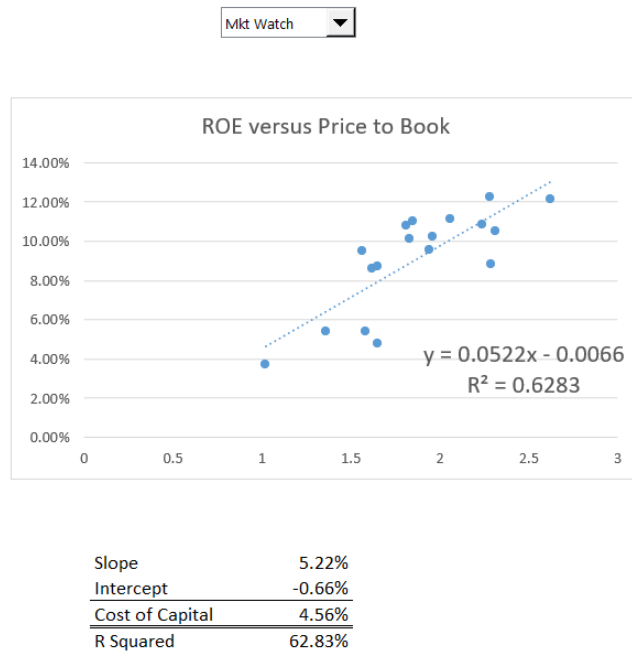 Mkt Watch
ROE versus Price to Book
14.00%
12.00%
10.00%
8.00%
6.00%
4.00%
2.00%
0.00%
y = 0.0522x - 0.0066
R² = 0.6283
0 0.5 1 1.5 2 2.5 3
Slope 5.22%
Intercept -0.66%
Cost of Capital 4.56%
R Squared 62.83%